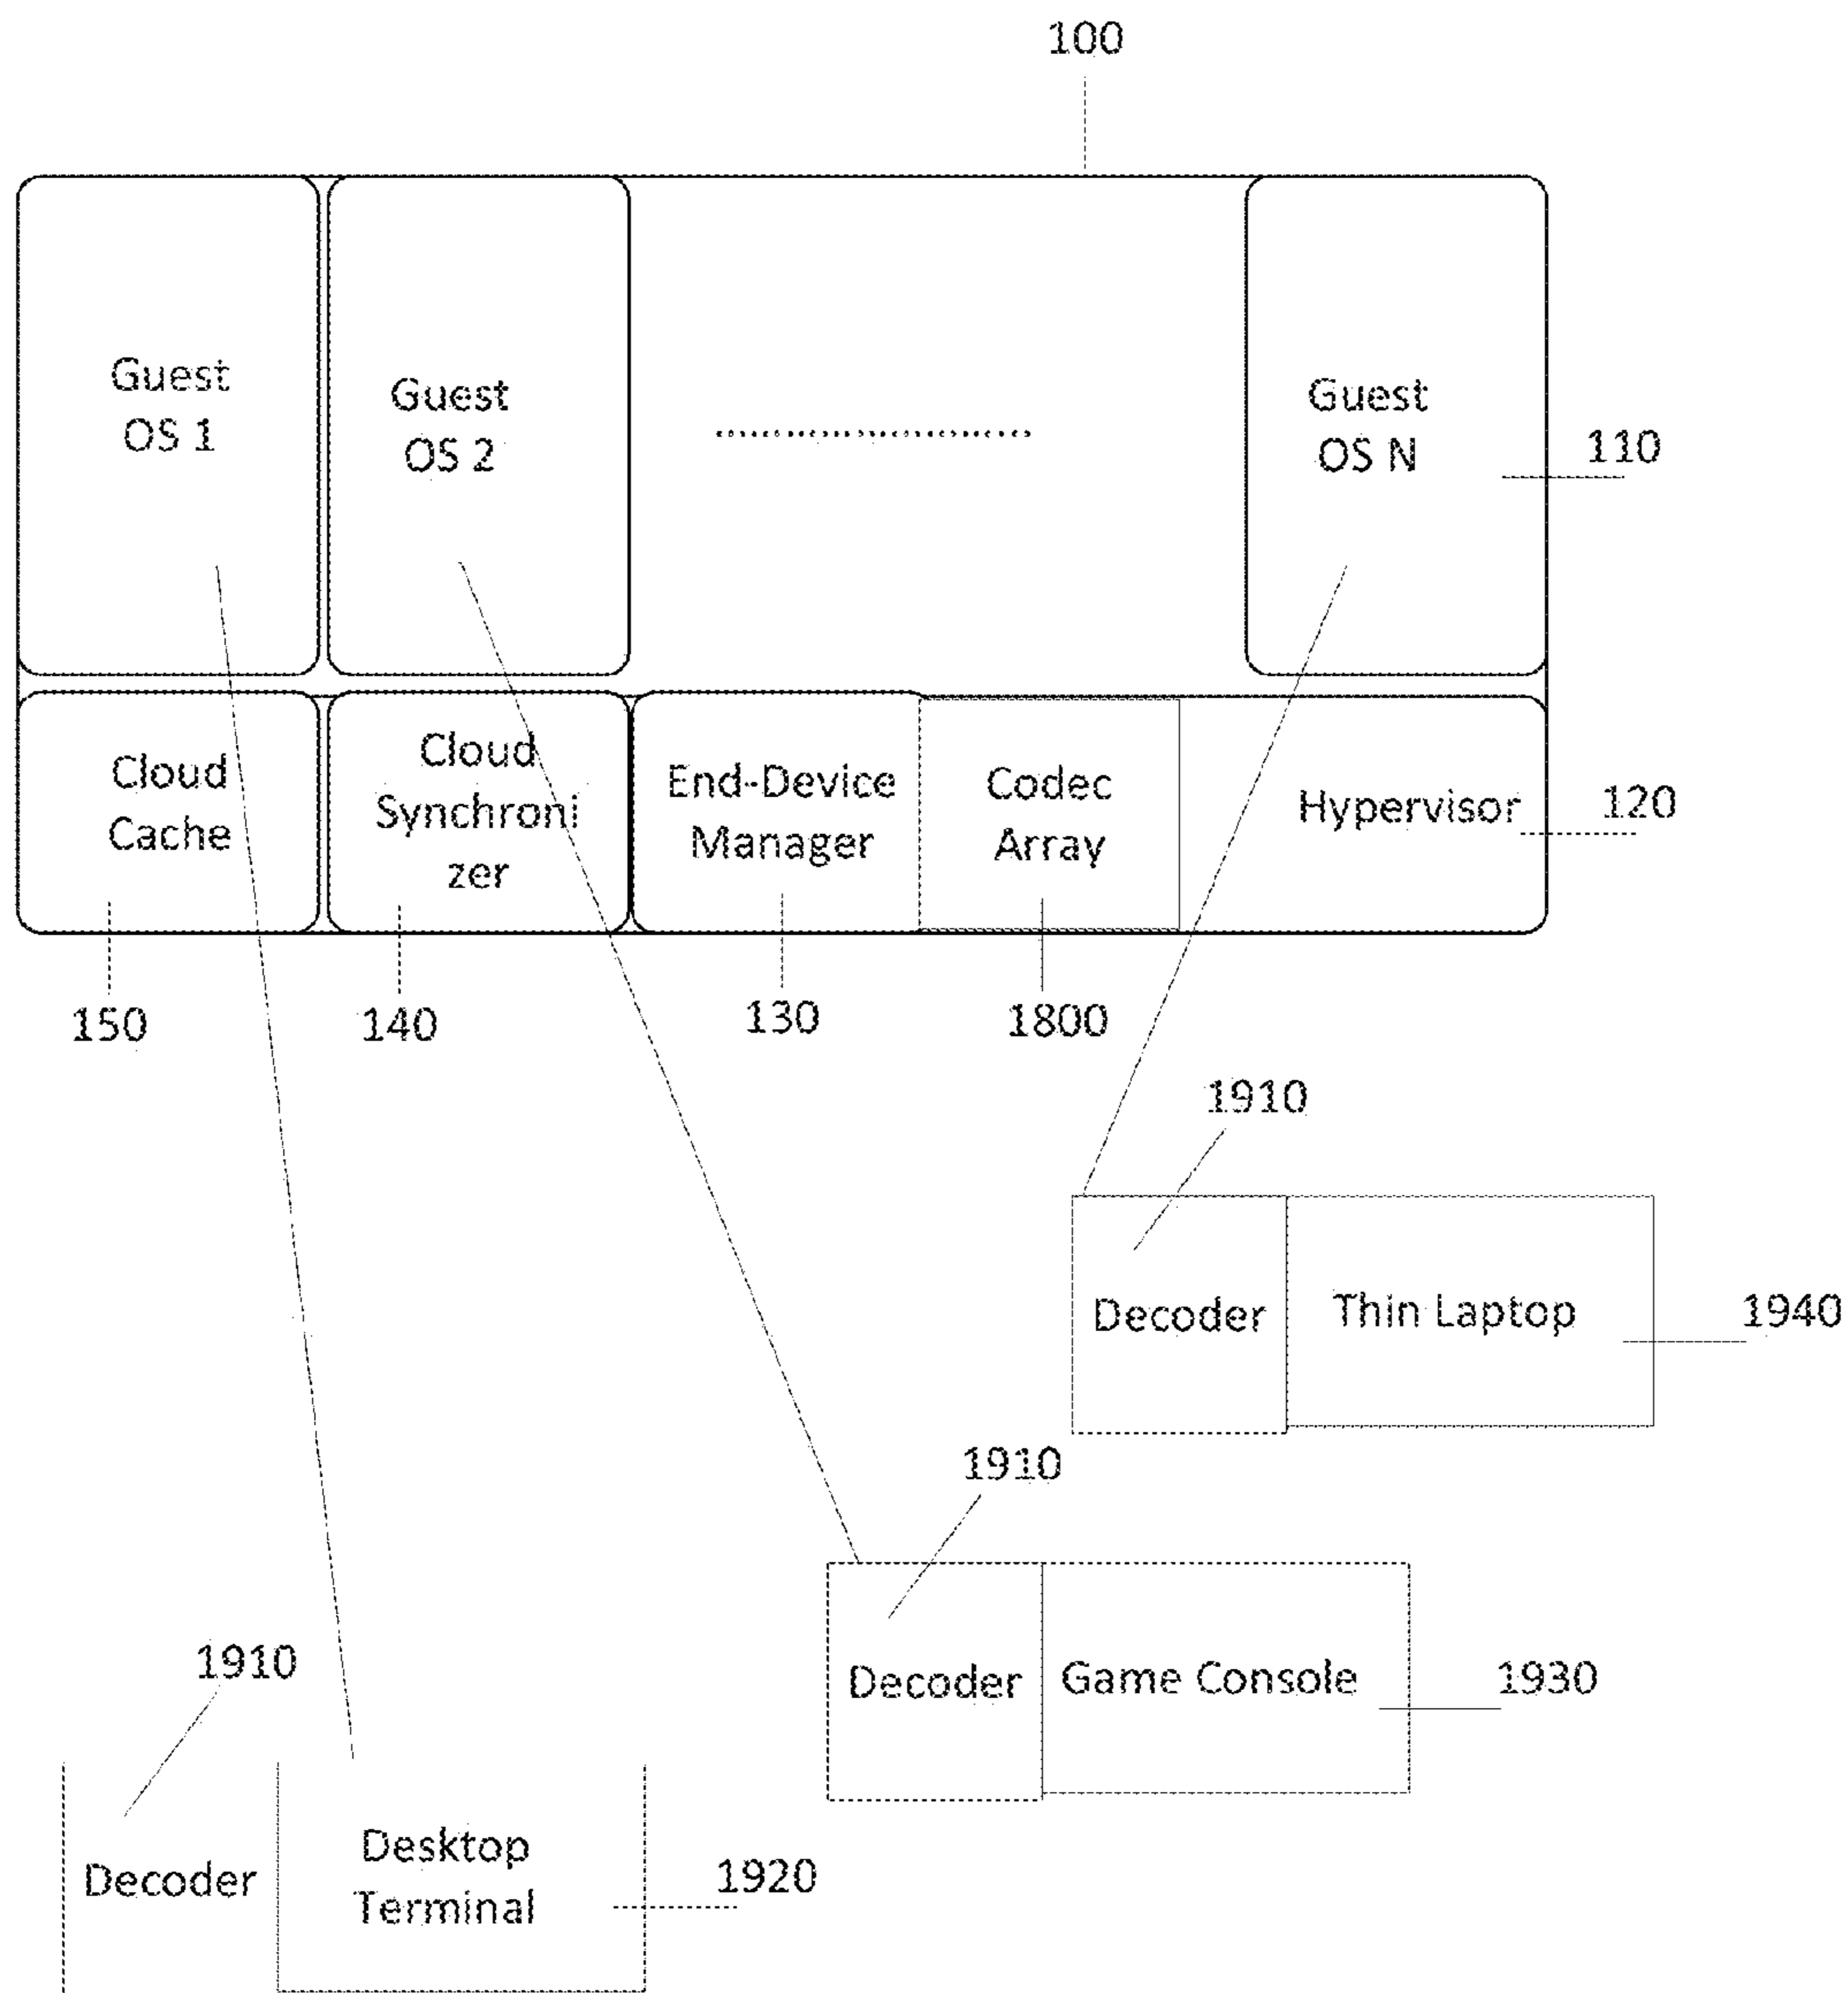 100
Guest
OS 1
Guest
OS 2
Guest
OS N
110
Cloud
Cache
Cloud
Synchroni
zer
End-Device
Manager
Codec
Array
Hypervisor
120
150
140
130
1800
1910
Decoder
Thin Laptop
1940
1910
Decoder
Game Console
1930
1910
Decoder
Desktop
Terminal
1920